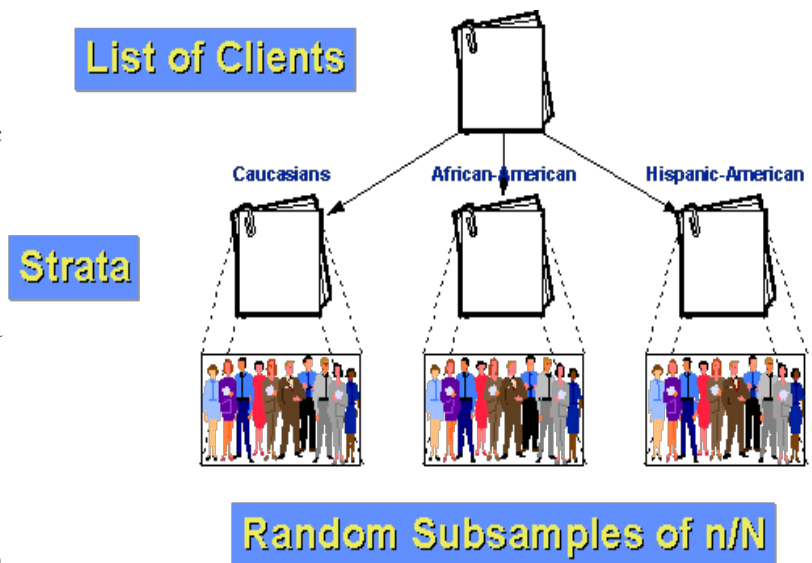 List of Clients
Caucasians
African-American
Hispanic-American
Strata
Random Subsamples of n/N